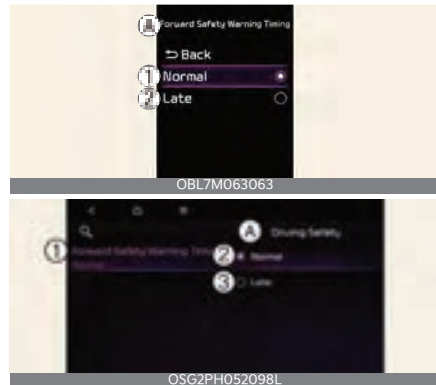 A Forward Safety Warning Timing
Back
1 Normal
2 Late
OBL7M063063
A Driving Safety
1 Forward Safety Warning Timing
Normal
2 Normal
3 Late
OSG2PH052098L